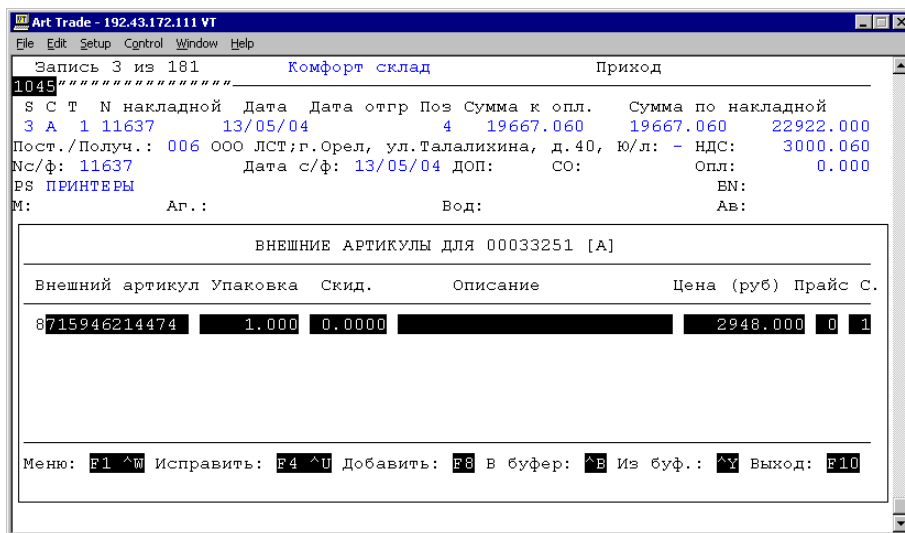 Art Trade - 192.43.172.111 VT
File Edit Setup Control Window Help
Запись 3 из 181 Комфорт склад Приход
1045"""""""""""""""
S C T N накладной Дата Дата отгр Поз Сумма к опл. Сумма по накладной
3 A 1 11637 13/05/04 4 19667.060 19667.060 22922.000
Пост./Получ.: 006 ООО ЛСТ;г.Орел, ул.Талалихина, д.40, Ю/л: - НДС: 3000.060
Nс/ф: 11637 Дата с/ф: 13/05/04 ДОП: СО: Опл: 0.000
PS ПРИНТЕРЫ BN:
М: Аг.: Вод: Ав:
ВНЕШНИЕ АРТИКУЛЫ ДЛЯ 00033251 [A]
Внешний артикул Упаковка Скид. Описание Цена (руб) Прайс С.
8715946214474 1.000 0.0000 2948.000 0 1
Меню: F1 ^W Исправить: F4 ^U Добавить: F8 В буфер: ^B Из буф.: ^Y Выход: F10